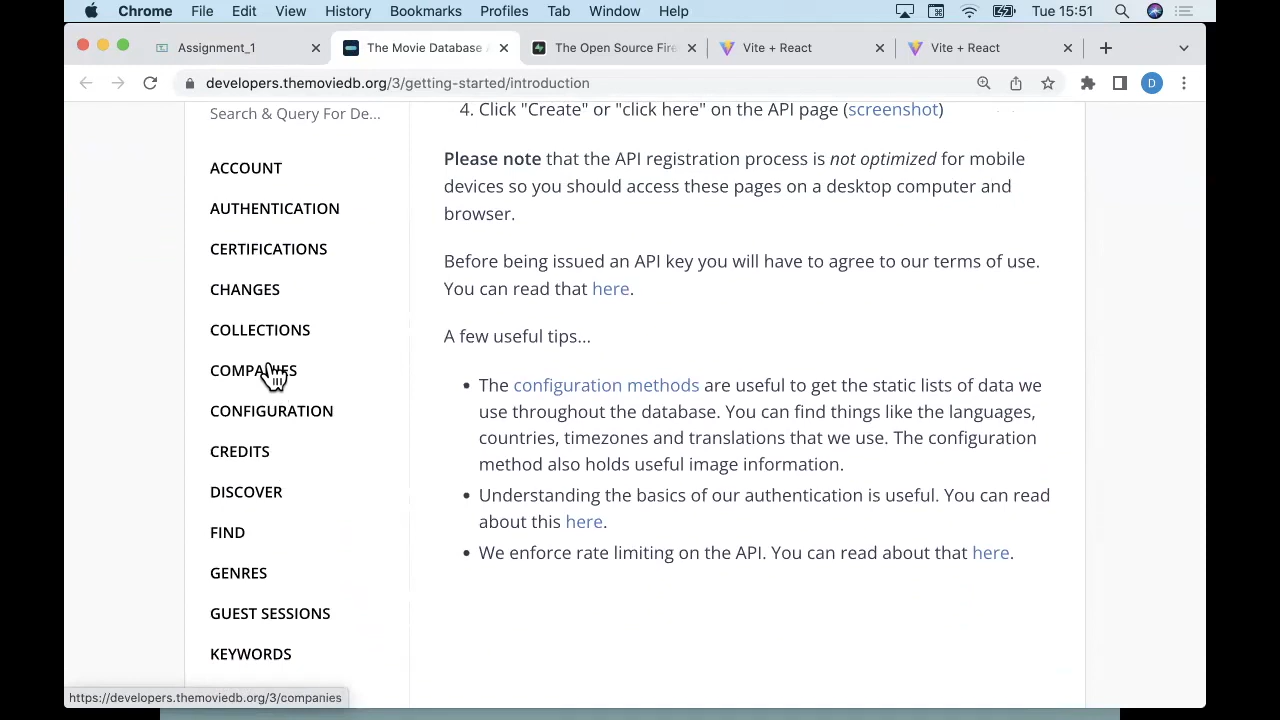 Chrome File Edit View History Bookmarks Profiles Tab Window Help Tue 15:51
Assignment_1 The Movie Database The Open Source Fire Vite + React Vite + React
developers.themoviedb.org/3/getting-started/introduction D
Search & Query For De...
ACCOUNT
AUTHENTICATION
CERTIFICATIONS
CHANGES
COLLECTIONS
COMPANIES
CONFIGURATION
CREDITS
DISCOVER
FIND
GENRES
GUEST SESSIONS
KEYWORDS
4. Click "Create" or "click here" on the API page (screenshot)
Please note that the API registration process is not optimized for mobile
devices so you should access these pages on a desktop computer and
browser.
Before being issued an API key you will have to agree to our terms of use.
You can read that here.
A few useful tips...
• The configuration methods are useful to get the static lists of data we
use throughout the database. You can find things like the languages,
countries, timezones and translations that we use. The configuration
method also holds useful image information.
• Understanding the basics of our authentication is useful. You can read
about this here.
• We enforce rate limiting on the API. You can read about that here.
https://developers.themoviedb.org/3/companies